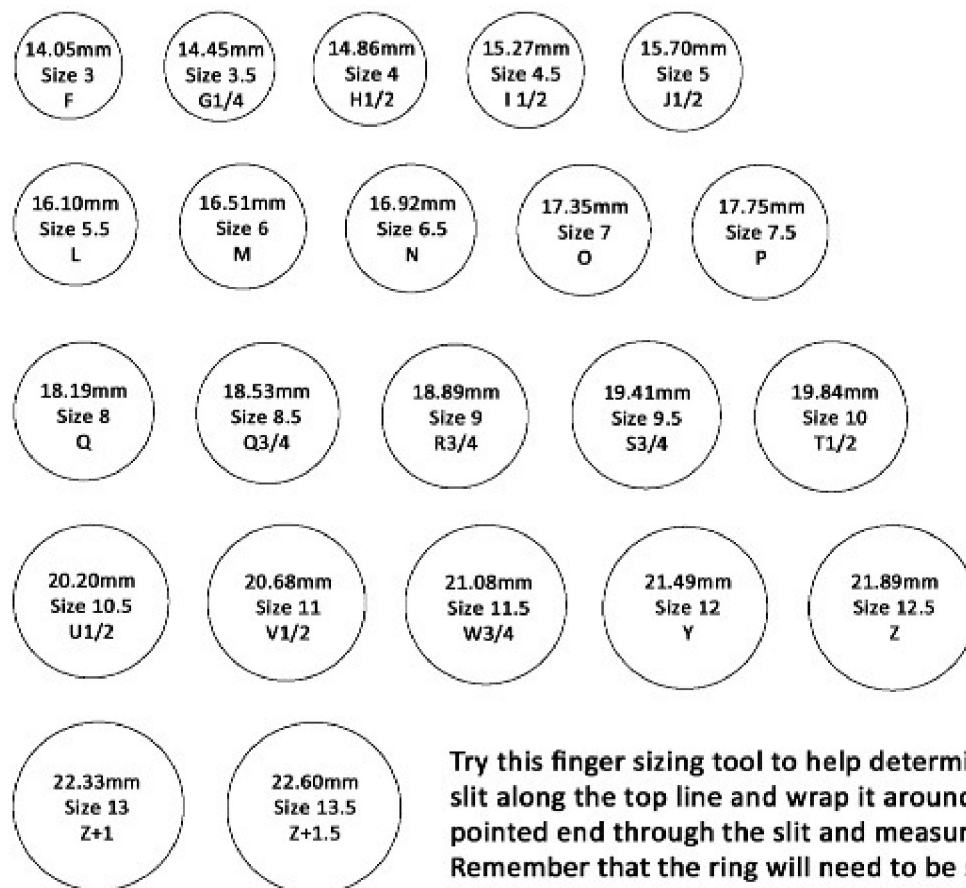 14.05mm
Size 3
F
14.45mm
Size 3.5
G1/4
14.86mm
Size 4
H1/2
15.27mm
Size 4.5
I 1/2
15.70mm
Size 5
J1/2
16.10mm
Size 5.5
L
16.51mm
Size 6
M
16.92mm
Size 6.5
N
17.35mm
Size 7
O
17.75mm
Size 7.5
P
18.19mm
Size 8
Q
18.53mm
Size 8.5
Q3/4
18.89mm
Size 9
R3/4
19.41mm
Size 9.5
S3/4
19.84mm
Size 10
T1/2
20.20mm
Size 10.5
U1/2
20.68mm
Size 11
V1/2
21.08mm
Size 11.5
W3/4
21.49mm
Size 12
Y
21.89mm
Size 12.5
Z
22.33mm
Size 13
Z+1
22.60mm
Size 13.5
Z+1.5
Try this finger sizing tool to help determi
slit along the top line and wrap it around
pointed end through the slit and measur
Remember that the ring will need to be